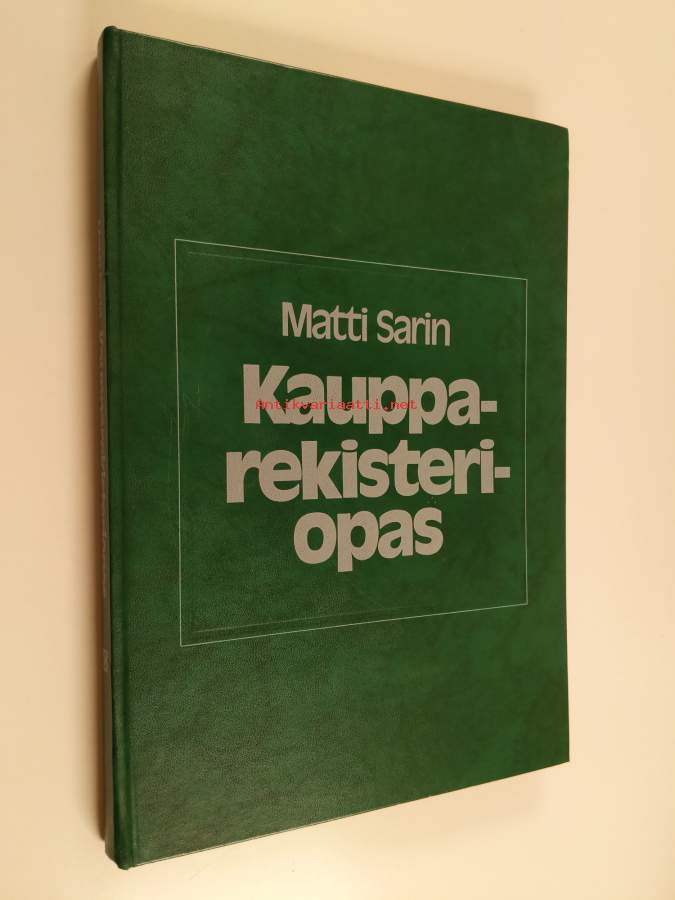 Matti Sarin
Kauppa-
Antikvariaatti.net
rekisteri-
opas